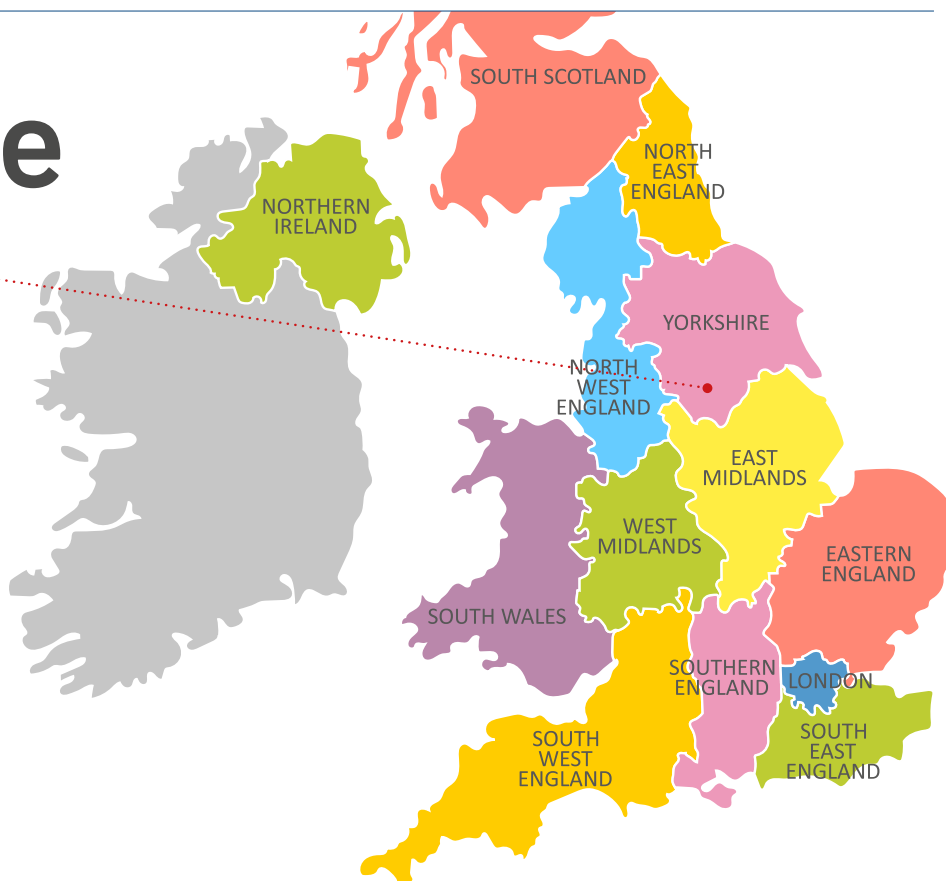 SOUTH SCOTLAND
e
NORTH
EAST
ENGLAND
NORTHERN
IRELAND
YORKSHIRE
NORTH
WEST
ENGLAND
EAST
MIDLANDS
WEST
MIDLANDS
EASTERN
ENGLAND
SOUTH WALES
SOUTHERN
ENGLAND
LONDON
SOUTH
WEST
ENGLAND
SOUTH
EAST
ENGLAND